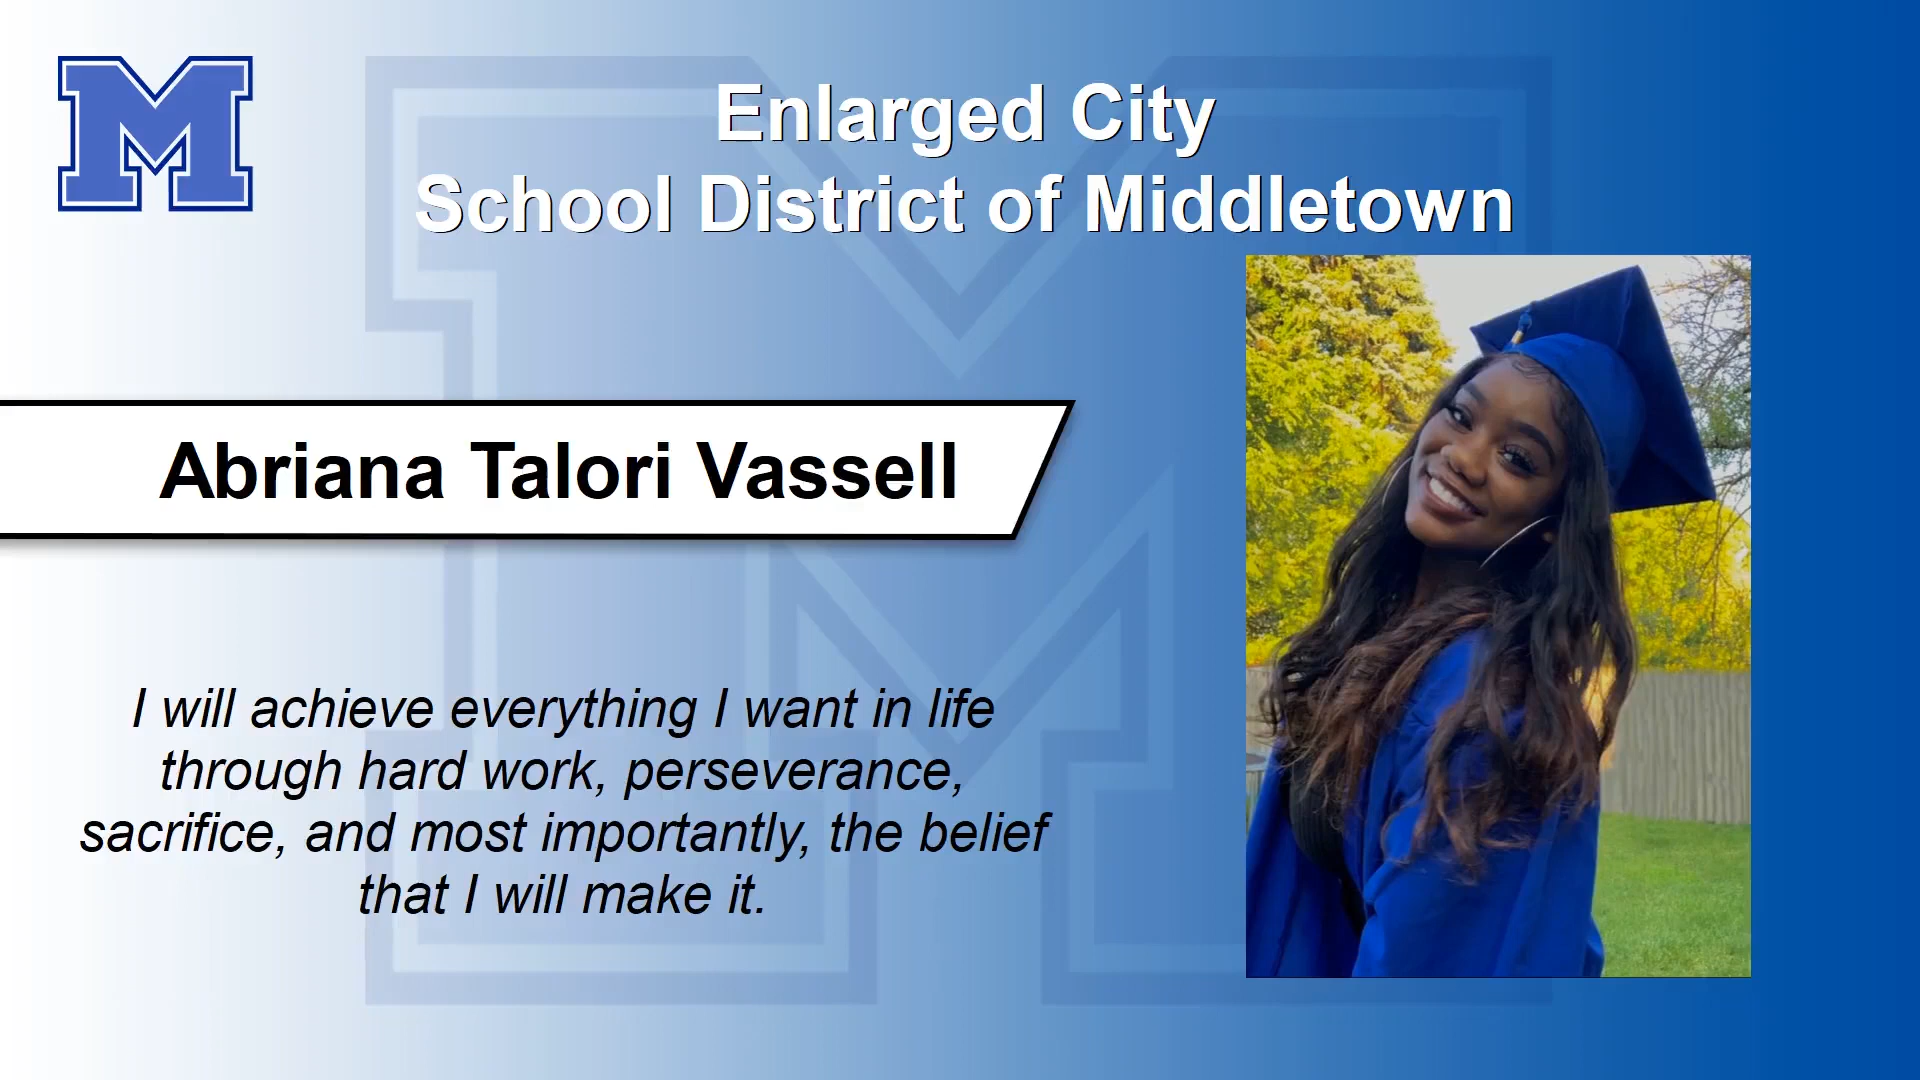 M
Enlarged City
School District of Middletown
Abriana Talori Vassell
I will achieve everything I want in life
through hard work, perseverance,
sacrifice, and most importantly, the belief
that I will make it.